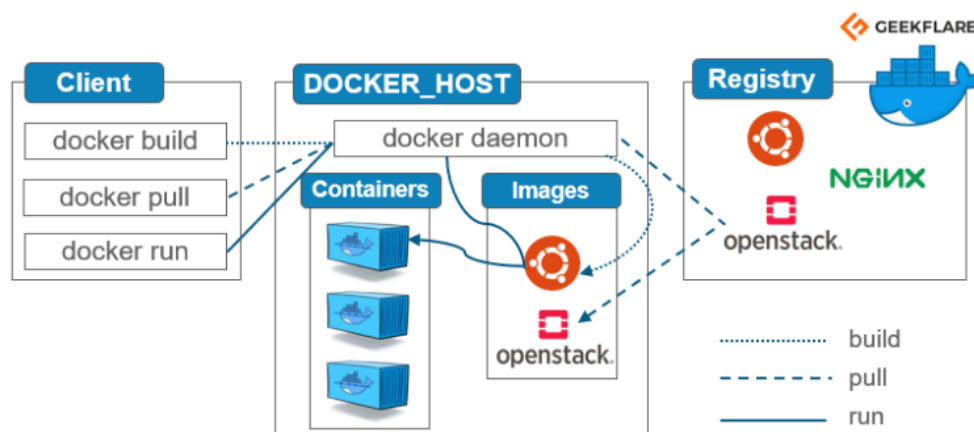 GEEKFLARE
Client
docker build
docker pull
docker run
DOCKER_HOST
docker daemon
Containers
Images
openstack.
Registry
NGINX
openstack.
build
pull
run